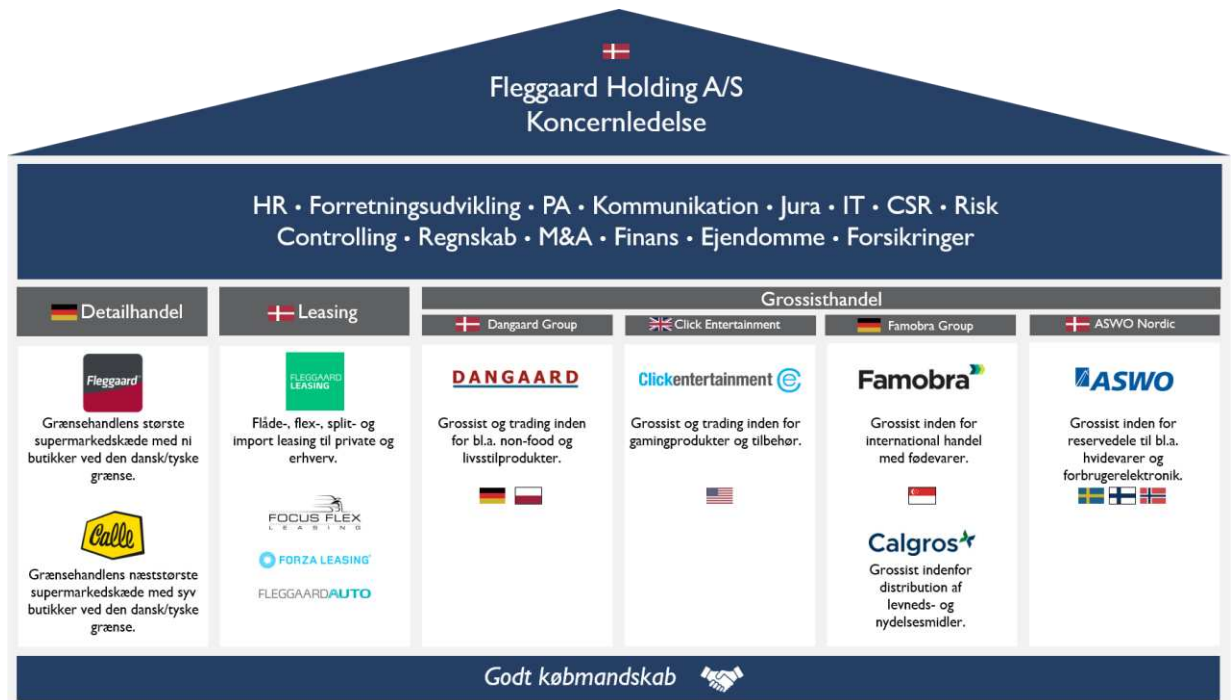 Fleggaard Holding A/S
Koncernledelse
HR • Forretningsudvikling • PA • Kommunikation • Jura • IT • CSR • Risk
Controlling • Regnskab • M&A • Finans • Ejendomme • Forsikringer
Detailhandel
Leasing
Grossisthandel
Dangaard Group
Click Entertainment
Famobra Group
ASWO Nordic
Fleggaard
Grænsehandlens største
supermarkedskæde med ni
butikker ved den dansk/tyske
grænse.
Calle
Grænsehandlens næststørste
supermarkedskæde med syv
butikker ved den dansk/tyske
grænse.
FLEGGAARD
LEASING
Flåde-, flex-, split- og
import leasing til private og
erhverv.
FOCUS FLEX
LEASING
FORZA LEASING
FLEGGAARDAUTO
DANGAARD
Grossist og trading inden
for bl.a. non-food og
livsstilprodukter.
Clickentertainment e
Grossist og trading inden for
gamingprodukter og tilbehør.
Famobra
Grossist inden for
international handel
med fødevarer.
Calgros
Grossist indenfor
distribution af
levneds- og
nydelsesmidler.
ASWO
Grossist inden for
reservedele til bl.a.
hvidevarer og
forbrugerelektronik.
Godt købmandskab